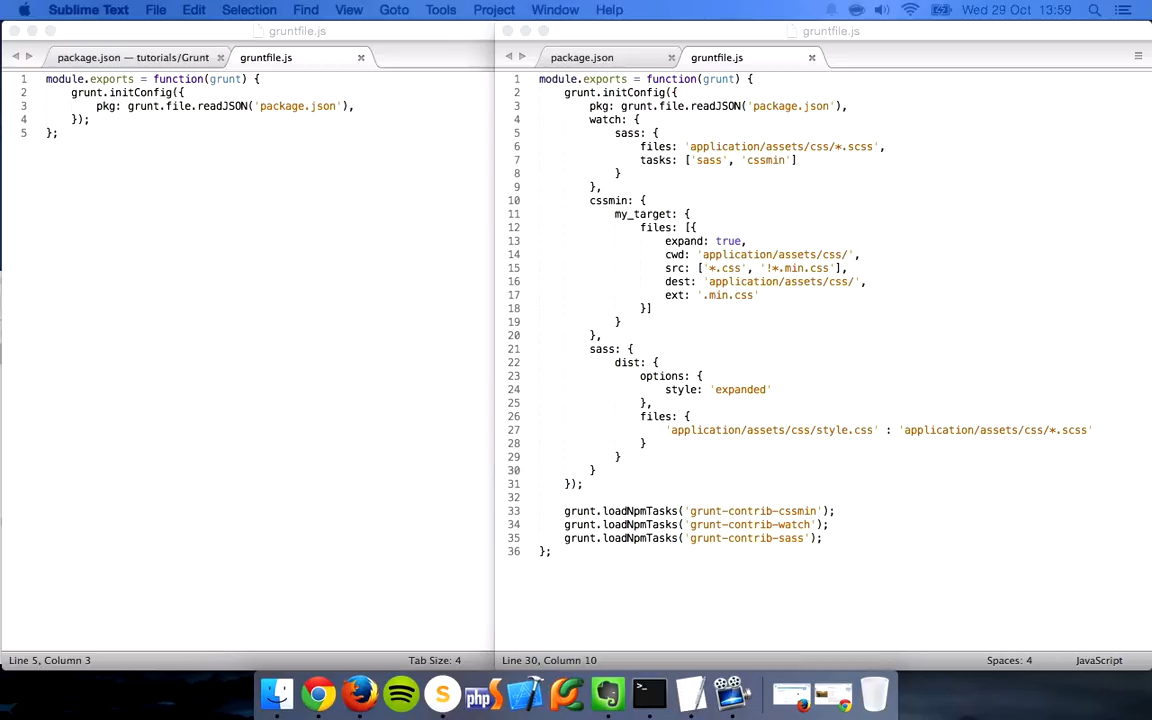 Sublime Text File Edit Selection Find View Goto Tools Project Window Help Wed 29 Oct 13:59
gruntfile.js
package.json — tutorials/Grunt gruntfile.js
1 module.exports = function(grunt) {
2 grunt.initConfig({
3 pkg: grunt.file.readJSON('package.json'),
4 });
5 };
Line 5, Column 3 Tab Size: 4
gruntfile.js
package.json gruntfile.js
1 module.exports = function(grunt) {
2 grunt.initConfig({
3 pkg: grunt.file.readJSON('package.json'),
4 watch: {
5 sass: {
6 files: 'application/assets/css/*.scss',
7 tasks: ['sass', 'cssmin']
8 }
9 },
10 cssmin: {
11 my_target: {
12 files: [{
13 expand: true,
14 cwd: 'application/assets/css/',
15 src: ['*.css', '!*.min.css'],
16 dest: 'application/assets/css/',
17 ext: '.min.css'
18 }]
19 }
20 },
21 sass: {
22 dist: {
23 options: {
24 style: 'expanded'
25 },
26 files: {
27 'application/assets/css/style.css' : 'application/assets/css/*.scss'
28 }
29 }
30 }
31 });
32
33 grunt.loadNpmTasks('grunt-contrib-cssmin');
34 grunt.loadNpmTasks('grunt-contrib-watch');
35 grunt.loadNpmTasks('grunt-contrib-sass');
36 };
Line 30, Column 10 Spaces: 4 JavaScript
S php >_